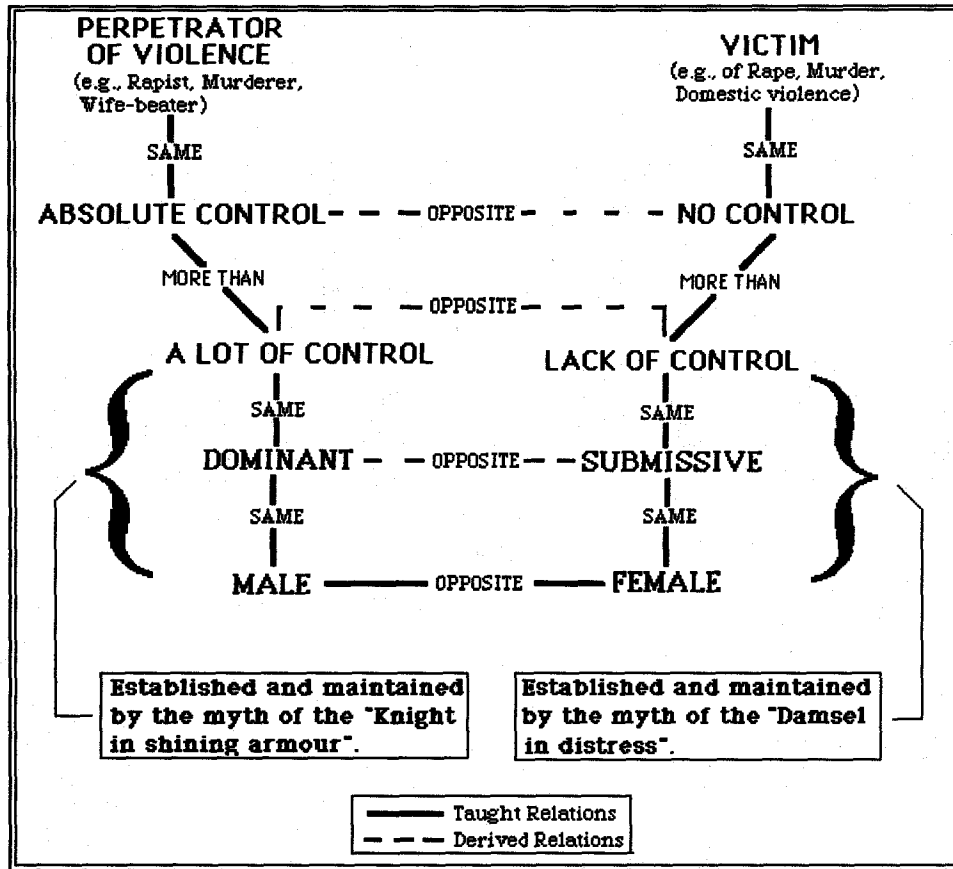 PERPETRATOR
OF VIOLENCE
(e.g., Rapist, Murderer,
Wife-beater)
VICTIM
(e.g., of Rape, Murder,
Domestic violence)
SAME
SAME
ABSOLUTE CONTROL
OPPOSITE
NO CONTROL
MORE THAN
MORE THAN
OPPOSITE
A LOT OF CONTROL
LACK OF CONTROL
SAME
SAME
DOMINANT
OPPOSITE
SUBMISSIVE
SAME
SAME
MALE
OPPOSITE
FEMALE
Established and maintained
by the myth of the "Knight
in shining armour".
Established and maintained
by the myth of the "Damsel
in distress".
Taught Relations
Derived Relations